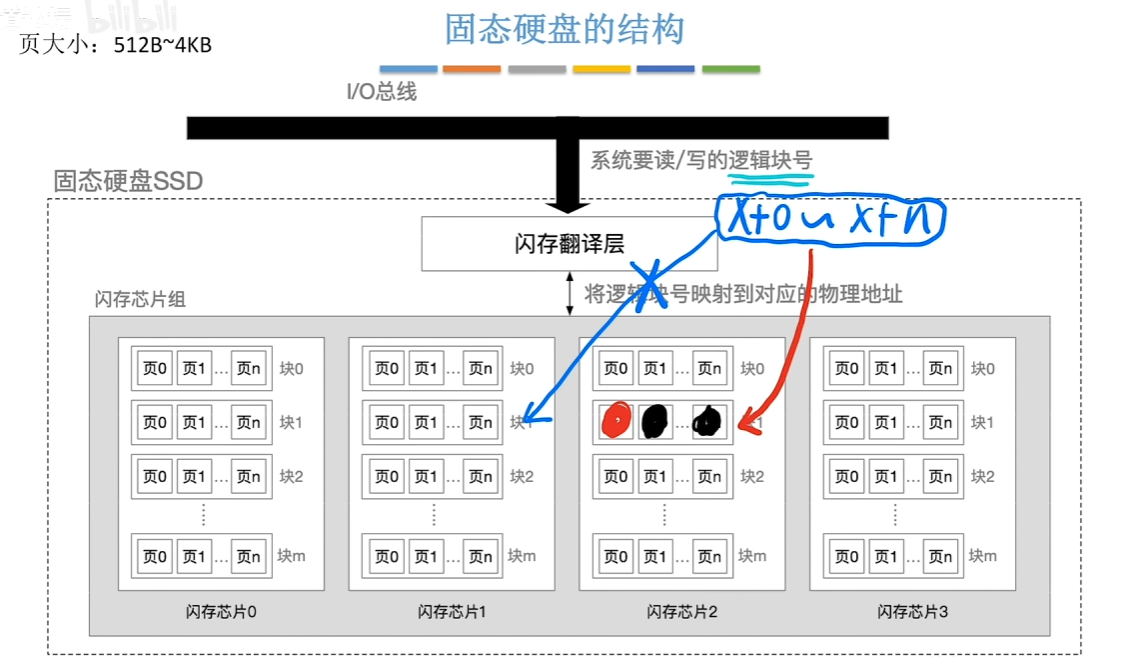 bilibili
固态硬盘的结构
页大小：512B~4KB
I/O总线
系统要读/写的逻辑块号
固态硬盘SSD
X+0~X+n
闪存翻译层
将逻辑块号映射到对应的物理地址
闪存芯片组
页0 页1 … 页n 块0 页0 页1 … 页n 块0 页0 页1 … 页n 块0 页0 页1 … 页n 块0
页0 页1 … 页n 块1 页0 页1 … 页n 块1 … 1 页0 页1 … 页n 块1
页0 页1 … 页n 块2 页0 页1 … 页n 块2 页0 页1 … 页n 块2 页0 页1 … 页n 块2
页0 页1 … 页n 块m 页0 页1 … 页n 块m 页0 页1 … 页n 块m 页0 页1 … 页n 块m
闪存芯片0 闪存芯片1 闪存芯片2 闪存芯片3